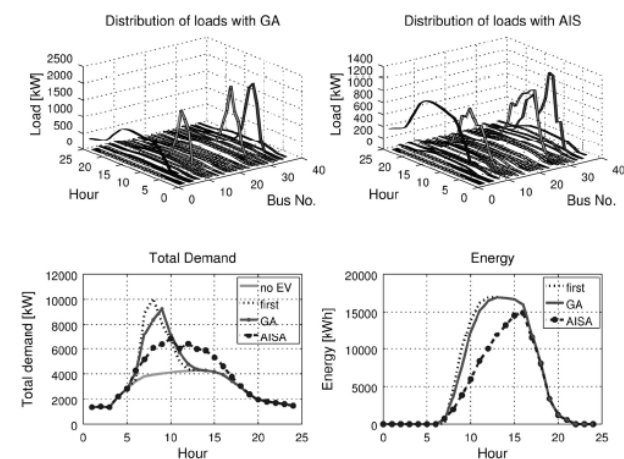 Distribution of loads with GA
Load [kW]
2500
2000
1500
1000
500
0
25
20
15
10
5
0
Hour
0
10
20
30
40
Bus No.
Distribution of loads with AIS
Load [kW]
1400
1200
1000
800
600
400
200
0
25
20
15
10
5
0
Hour
0
10
20
30
40
Bus No.
Total Demand
Total demand [kW]
12000
10000
8000
6000
4000
2000
0
0 5 10 15 20 25
Hour
no EV
first
GA
AISA
Energy
Energy [kWh]
20000
15000
10000
5000
0
0 5 10 15 20 25
Hour
first
GA
AISA